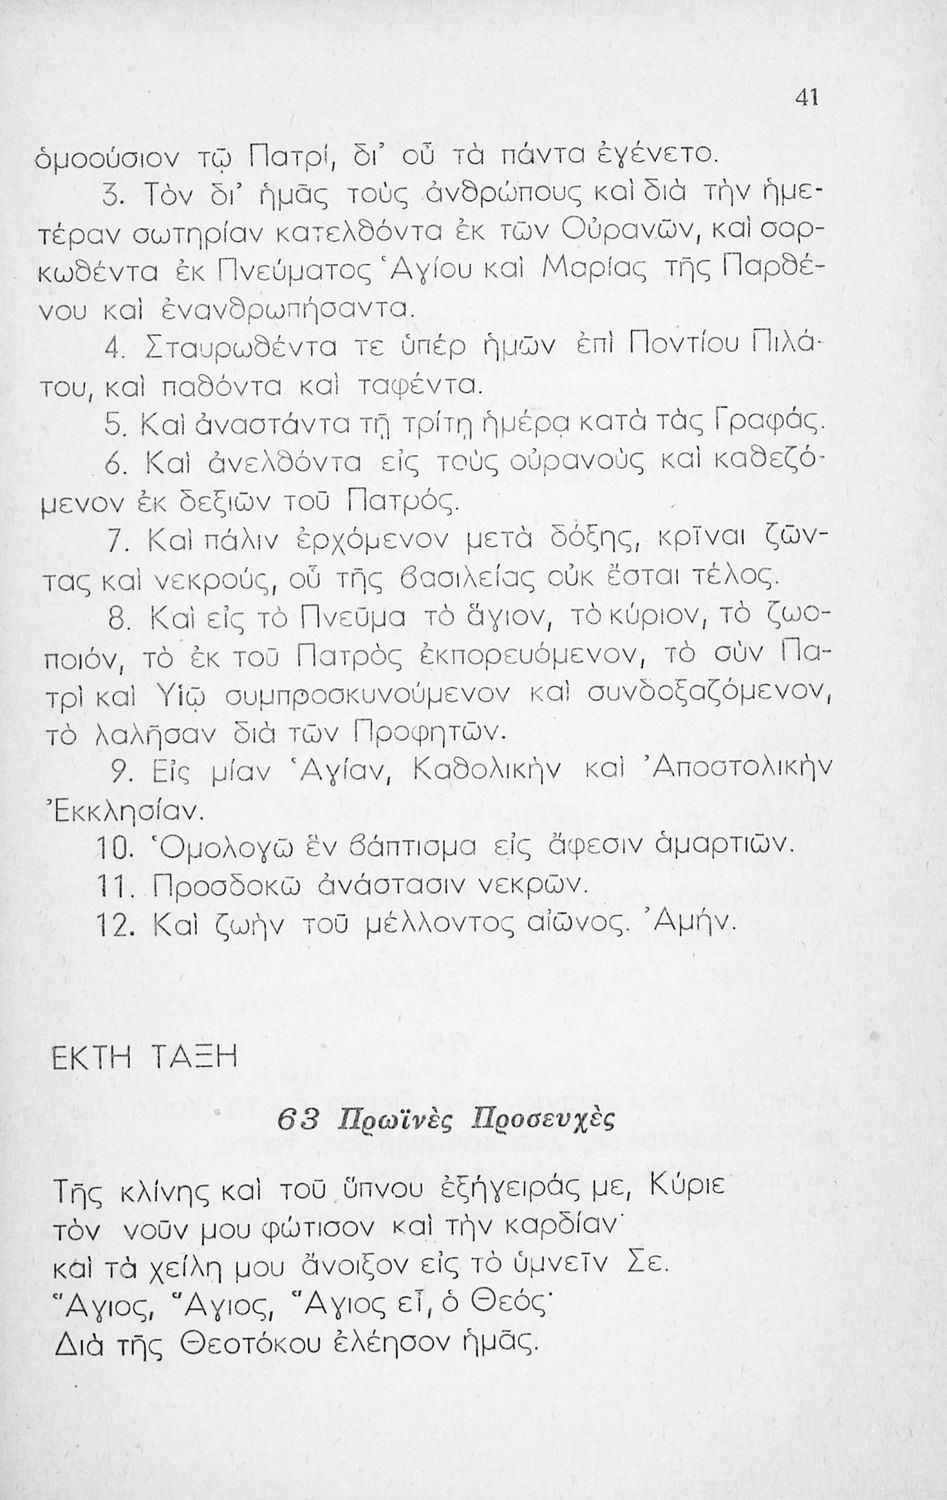 41
ὁμοούσιον τῷ Πατρί, δι’ οὗ τὰ πάντα ἐγένετο.
3. Τὸν δι’ ἡμᾶς τοὺς ἀνθρώπους καὶ διὰ τὴν ἡμε-
τέραν σωτηρίαν κατελθόντα ἐκ τῶν Οὐρανῶν, καὶ σαρ-
κωθέντα ἐκ Πνεύματος Ἁγίου καὶ Μαρίας τῆς Παρθέ-
νου καὶ ἐνανθρωπήσαντα.
4. Σταυρωθέντα τε ὑπέρ ἡμῶν ἐπὶ Ποντίου Πιλά-
του, καὶ παθόντα καὶ ταφέντα.
5. Καὶ ἀναστάντα τῇ τρίτῃ ἡμέρᾳ κατὰ τὰς Γραφάς.
6. Καὶ ἀνελθόντα εἰς τοὺς οὐρανοὺς καὶ καθεζό-
μενον ἐκ δεξιῶν τοῦ Πατρός.
7. Καὶ πάλιν ἐρχόμενον μετὰ δόξης, κρῖναι ζῶν-
τας καὶ νεκρούς, οὗ τῆς βασιλείας οὐκ ἔσται τέλος.
8. Καὶ εἰς τὸ Πνεῦμα τὸ ἅγιον, τὸ κύριον, τὸ ζωο-
ποιόν, τὸ ἐκ τοῦ Πατρὸς ἐκπορευόμενον, τὸ σὺν Πα-
τρὶ καὶ Υἱῷ συμπροσκυνούμενον καὶ συνδοξαζόμενον,
τὸ λαλῆσαν διὰ τῶν Προφητῶν.
9. Εἰς μίαν Ἁγίαν, Καθολικὴν καὶ Ἀποστολικὴν
Ἐκκλησίαν.
10. Ὁμολογῶ ἓν βάπτισμα εἰς ἄφεσιν ἁμαρτιῶν.
11. Προσδοκῶ ἀνάστασιν νεκρῶν.
12. Καὶ ζωὴν τοῦ μέλλοντος αἰῶνος. Ἀμήν.
ΕΚΤΗ ΤΑΞΗ
63 Πρωϊνὲς Προσευχὲς
Τῆς κλίνης καὶ τοῦ ὕπνου ἐξήγειράς με, Κύριε
τὸν νοῦν μου φώτισον καὶ τὴν καρδίαν·
καὶ τὰ χείλη μου ἄνοιξον εἰς τὸ ὑμνεῖν Σε.
Ἅγιος, Ἅγιος, Ἅγιος εἶ, ὁ Θεός·
Διὰ τῆς Θεοτόκου ἐλέησον ἡμᾶς.